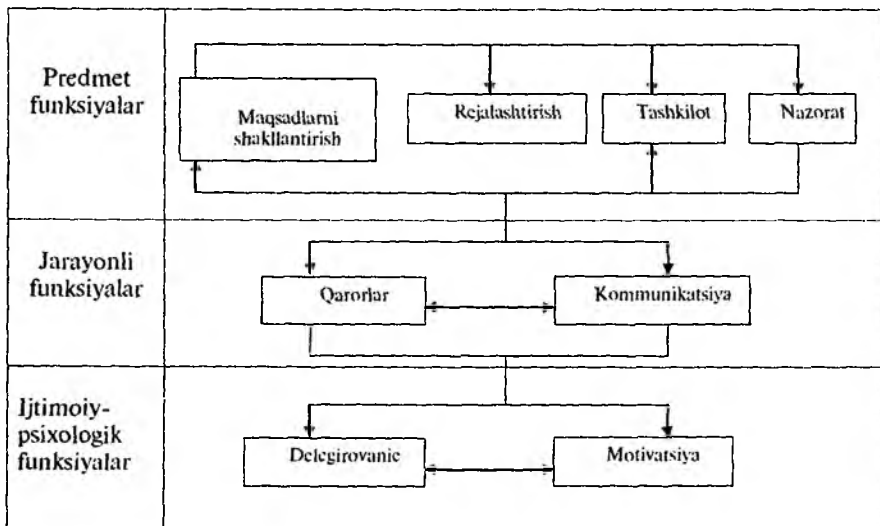 Predmet
funksiyalar
Maqsadlarni
shakllantirish
Rejalashtirish
Tashkilot
Nazorat
Jarayonli
funksiyalar
Qarorlar
Kommunikatsiya
Ijtimoiy-
psixologik
funksiyalar
Delegirovanie
Motivatsiya